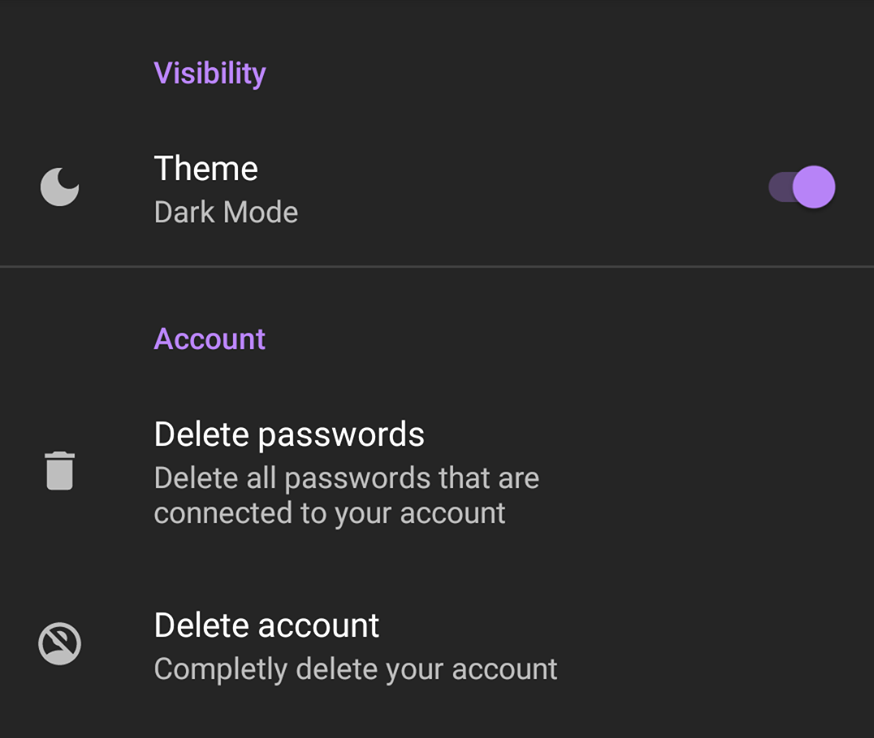 Visibility
Theme
Dark Mode
Account
Delete passwords
Delete all passwords that are
connected to your account
Delete account
Completly delete your account